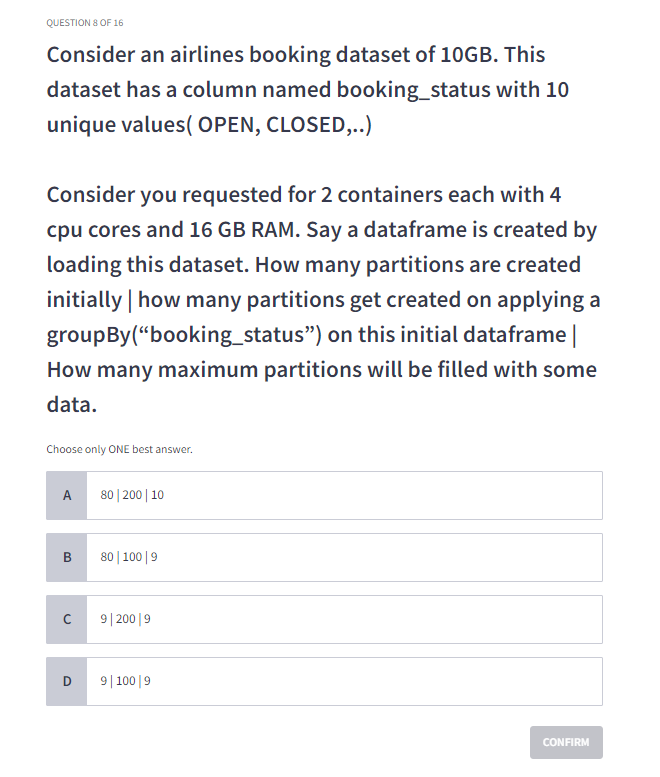 QUESTION 8 OF 16
Consider an airlines booking dataset of 10GB. This
dataset has a column named booking_status with 10
unique values( OPEN, CLOSED,..)
Consider you requested for 2 containers each with 4
cpu cores and 16 GB RAM. Say a dataframe is created by
loading this dataset. How many partitions are created
initially | how many partitions get created on applying a
groupBy(“booking_status”) on this initial dataframe |
How many maximum partitions will be filled with some
data.
Choose only ONE best answer.
A 80 | 200 | 10
B 80 | 100 | 9
C 9 | 200 | 9
D 9 | 100 | 9
CONFIRM